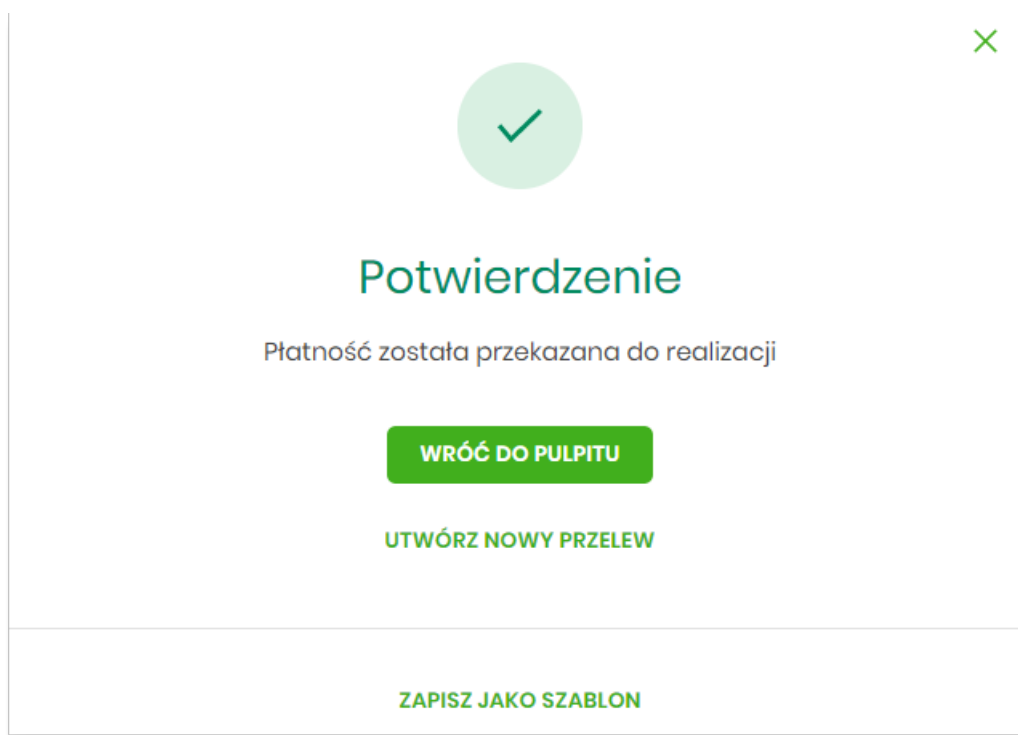 Potwierdzenie
Płatność została przekazana do realizacji
WRÓĆ DO PULPITU
UTWÓRZ NOWY PRZELEW
ZAPISZ JAKO SZABLON